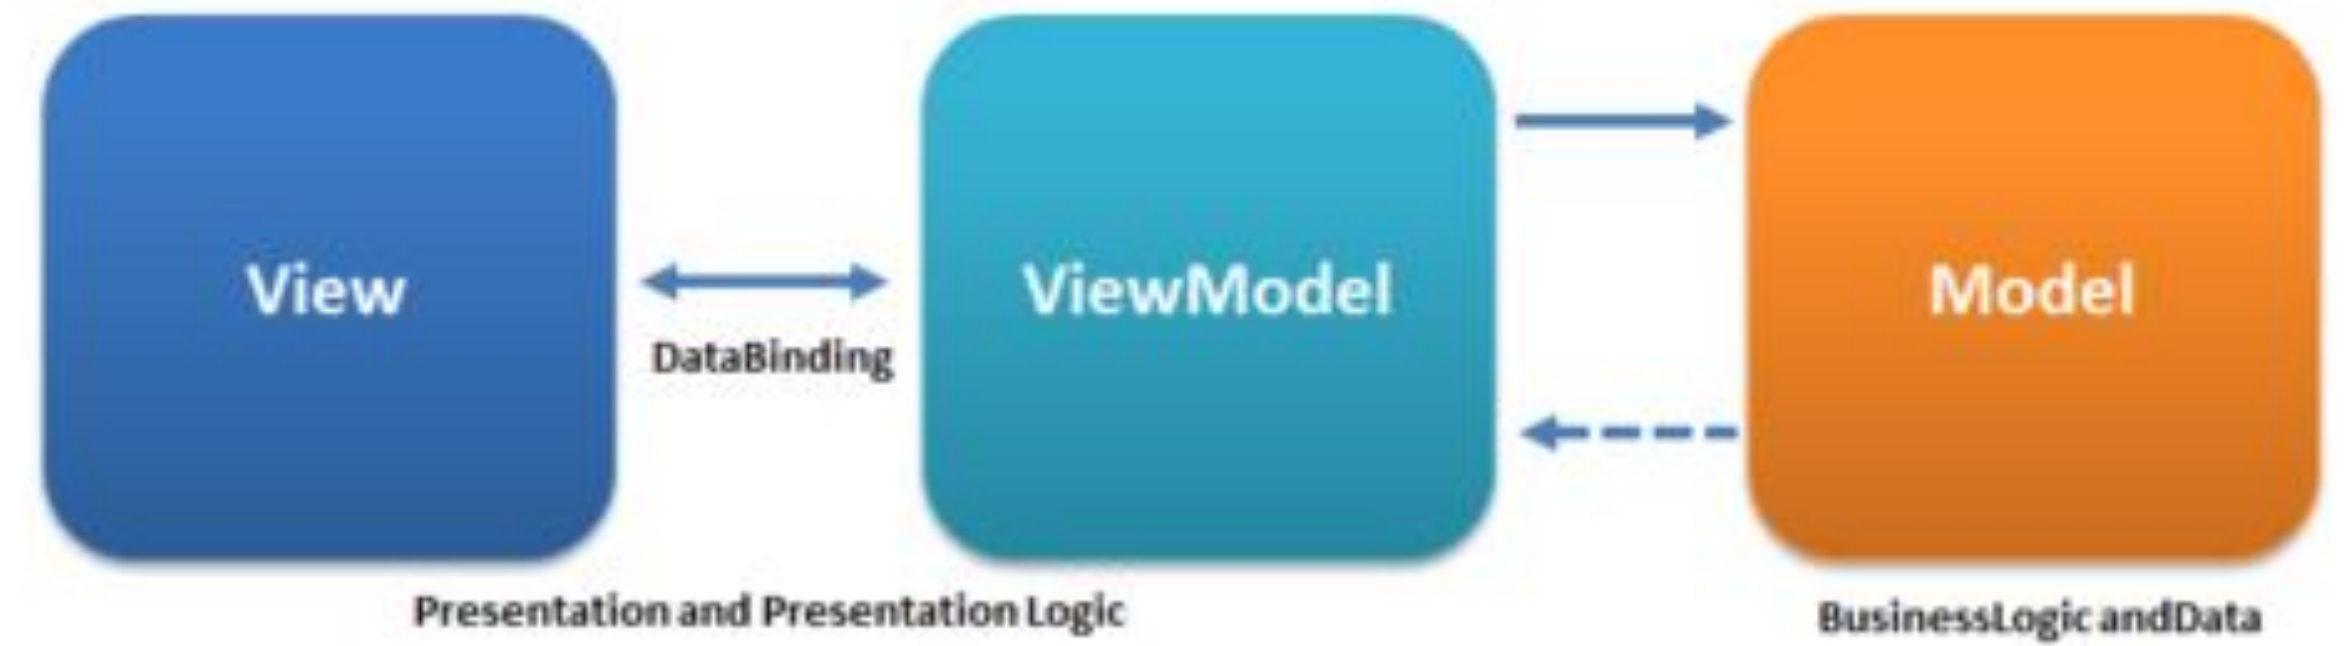 View
ViewModel
Model
DataBinding
Presentation and Presentation Logic
BusinessLogic andData